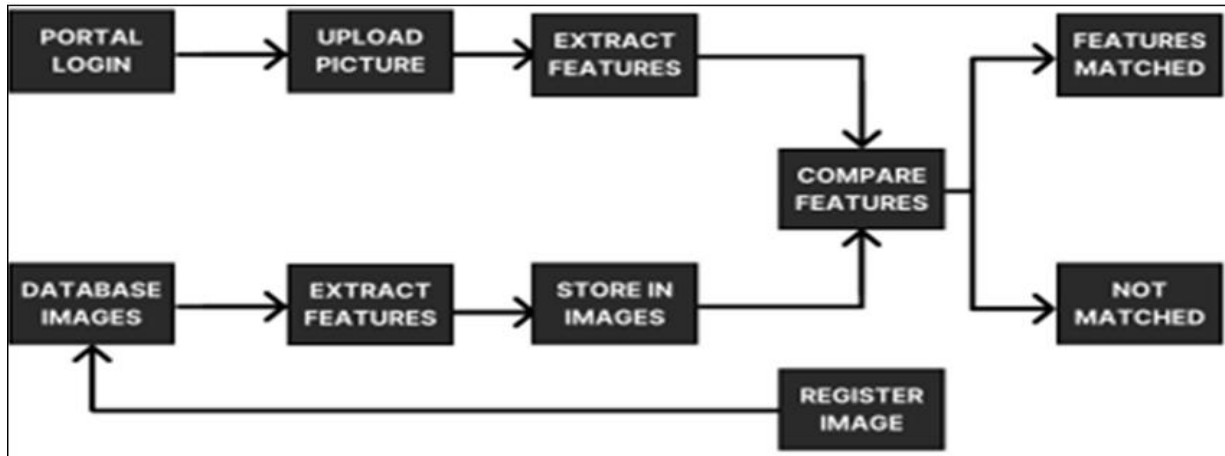 PORTAL
LOGIN
UPLOAD
PICTURE
EXTRACT
FEATURES
FEATURES
MATCHED
COMPARE
FEATURES
DATABASE
IMAGES
EXTRACT
FEATURES
STORE IN
IMAGES
NOT
MATCHED
REGISTER
IMAGE